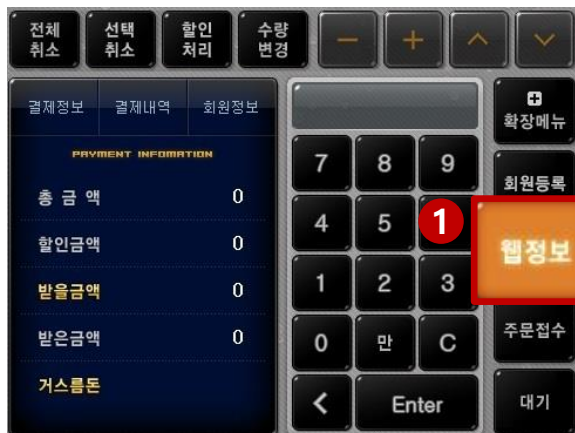 전체
취소
선택
취소
할인
처리
수량
변경
결제정보 결제내역 회원정보
PAYMENT INFOMATION
총 금 액 0
할인금액 0
받을금액 0
받은금액 0
거스름돈
7 8 9
4 5
1 2 3
0 만 C
Enter
확장메뉴
회원등록
1
웹정보
주문접수
대기